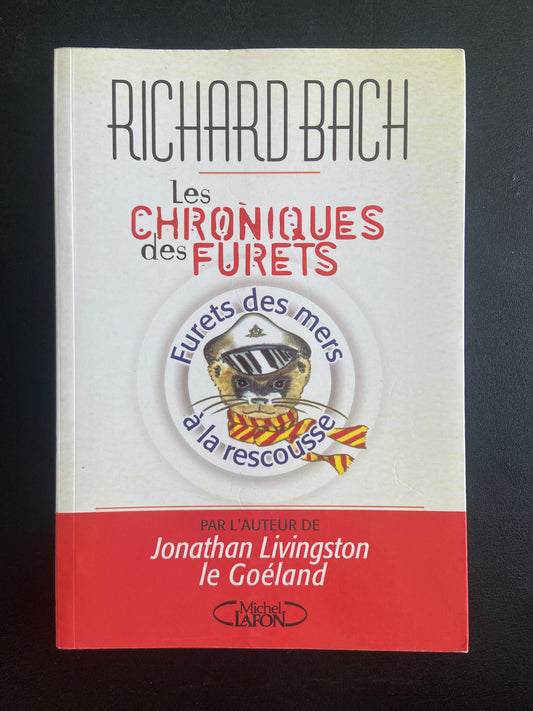 RICHARD BACH
Les
CHRONIQUES
des FURETS
Furets des mers
à la rescousse
PAR L'AUTEUR DE
Jonathan Livingston
le Goéland
Michel
LAFON